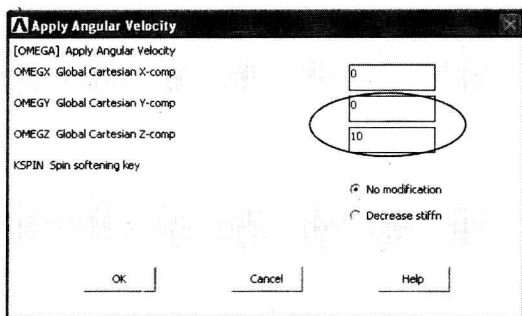 Apply Angular Velocity
[OMEGA] Apply Angular Velocity
OMEGX Global Cartesian X-comp 0
OMEGY Global Cartesian Y-comp 0
OMEGZ Global Cartesian Z-comp 10
KSPIN Spin softening key
No modification
Decrease stiffn
OK Cancel Help